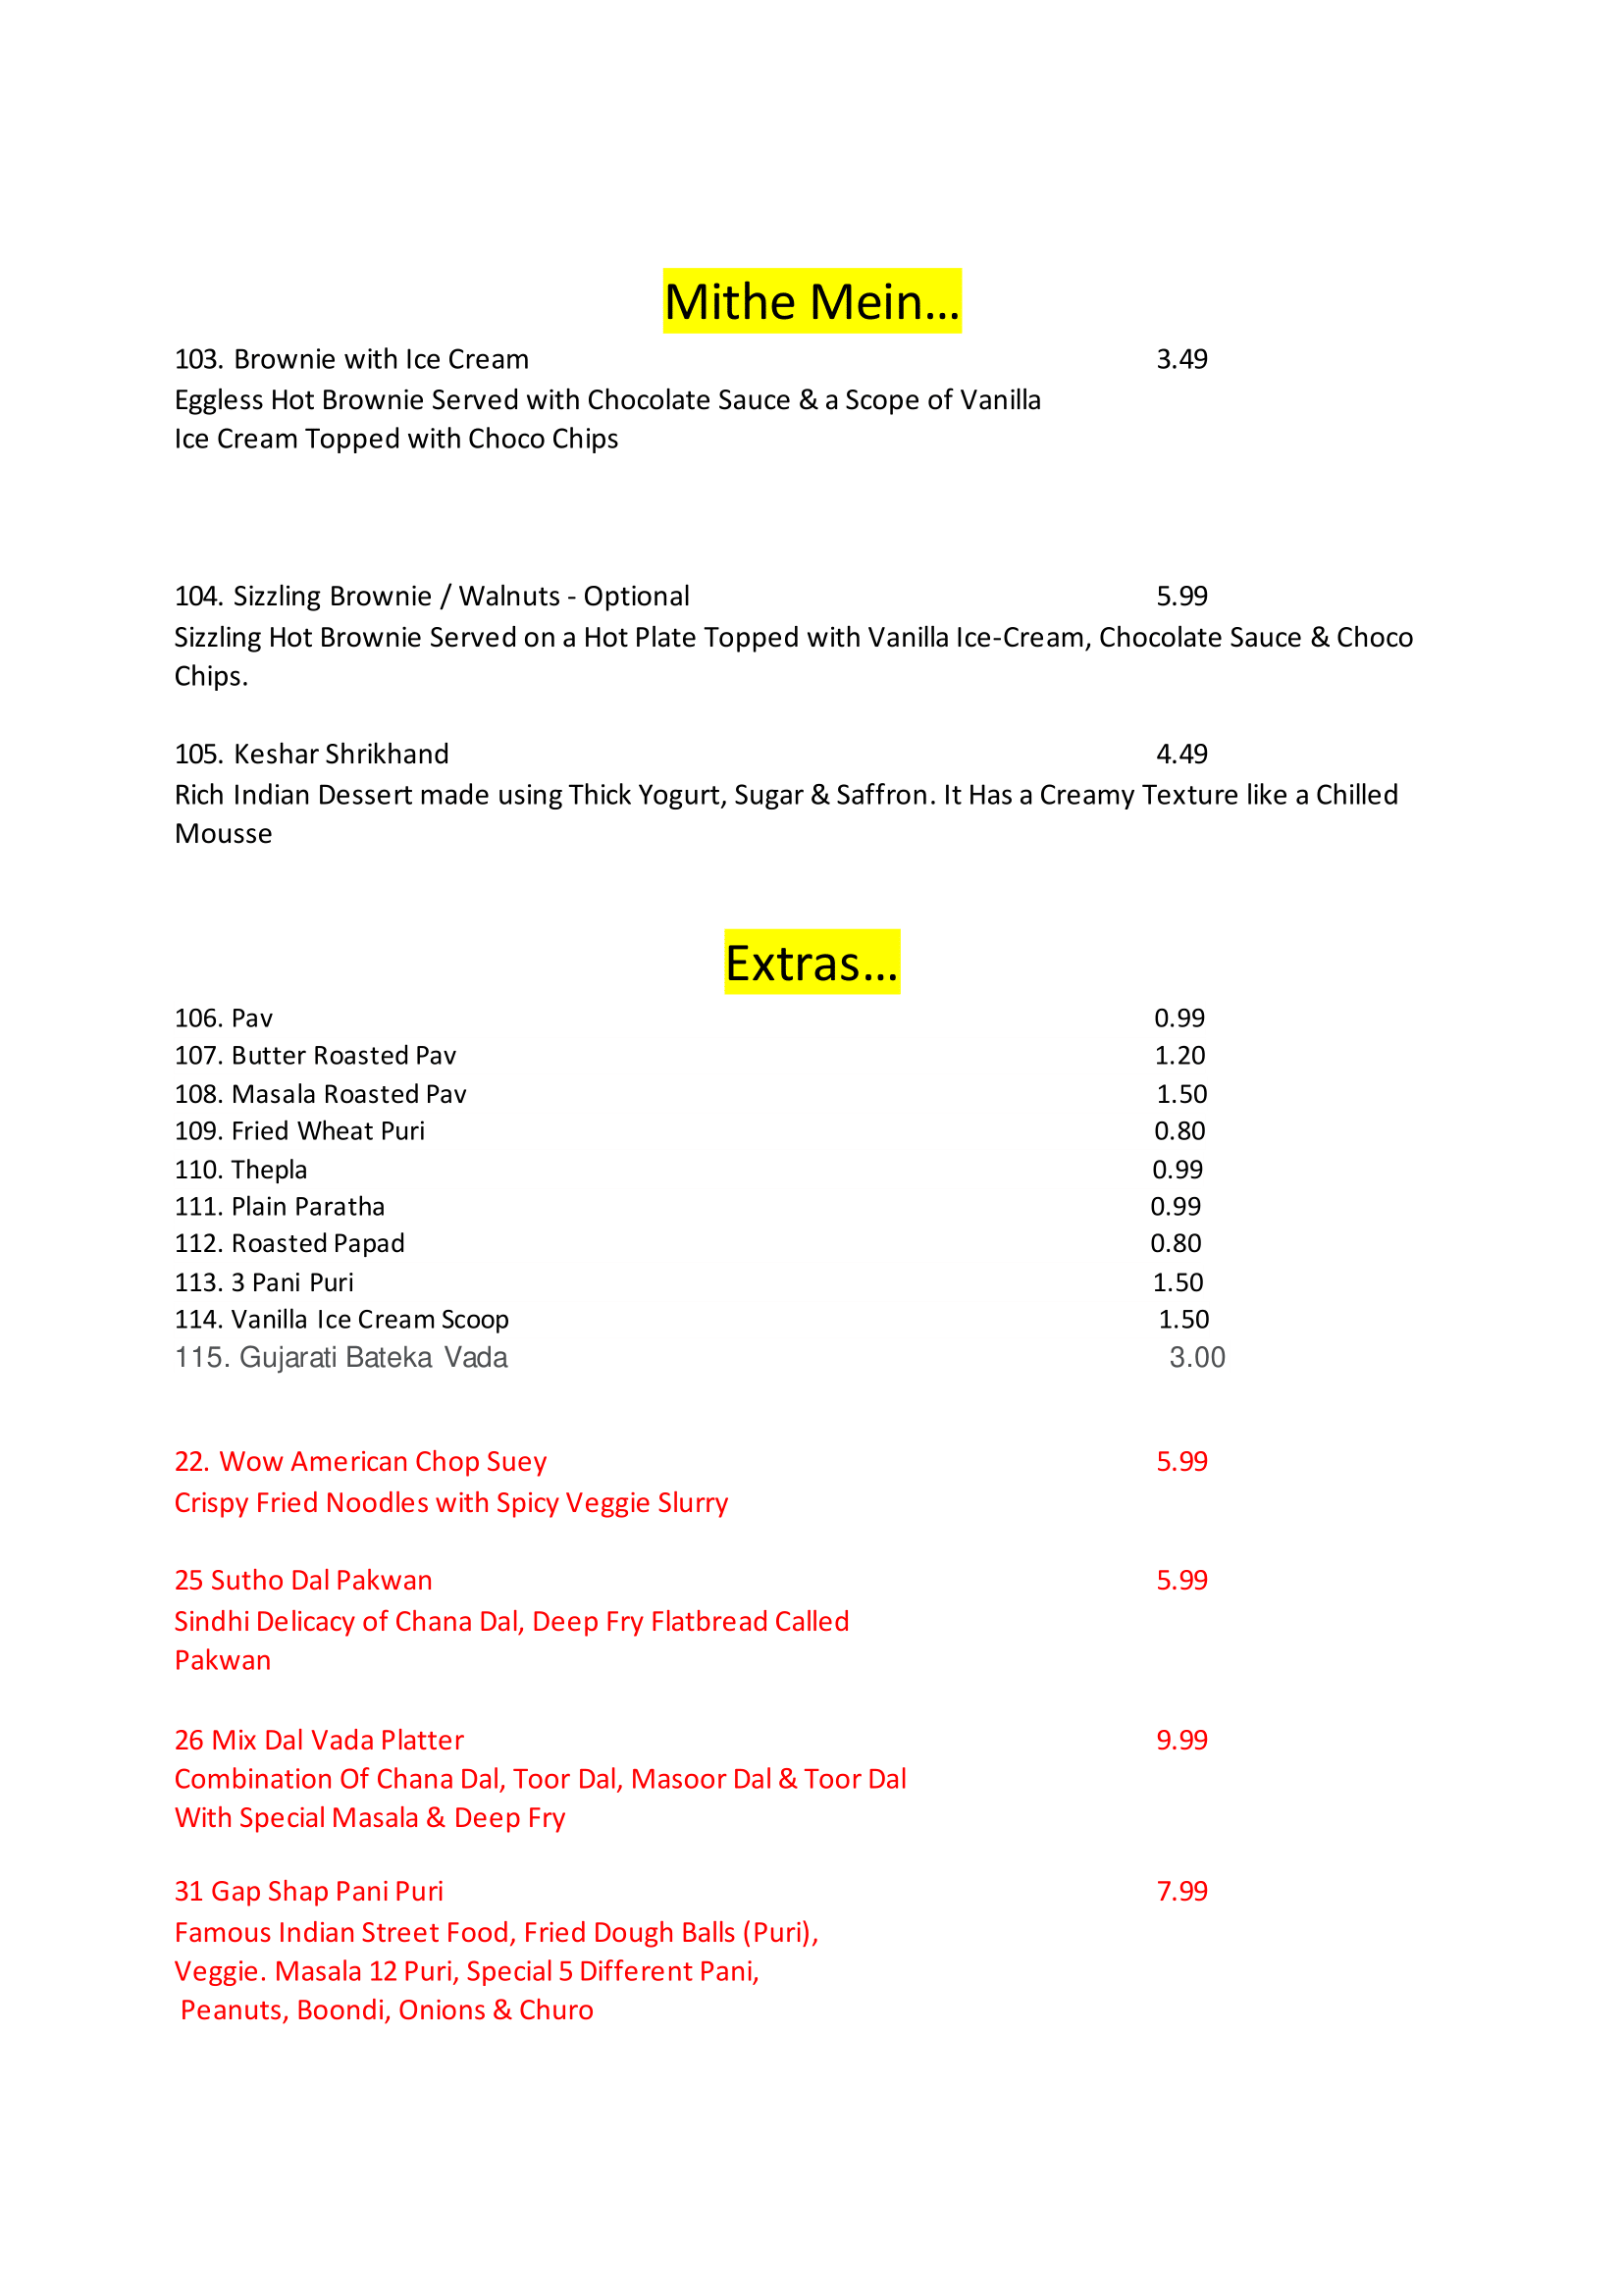 Mithe Mein...
103. Brownie with Ice Cream 3.49
Eggless Hot Brownie Served with Chocolate Sauce & a Scope of Vanilla
Ice Cream Topped with Choco Chips
104. Sizzling Brownie / Walnuts - Optional 5.99
Sizzling Hot Brownie Served on a Hot Plate Topped with Vanilla Ice-Cream, Chocolate Sauce & Choco
Chips.
105. Keshar Shrikhand 4.49
Rich Indian Dessert made using Thick Yogurt, Sugar & Saffron. It Has a Creamy Texture like a Chilled
Mousse
Extras...
106. Pav 0.99
107. Butter Roasted Pav 1.20
108. Masala Roasted Pav 1.50
109. Fried Wheat Puri 0.80
110. Thepla 0.99
111. Plain Paratha 0.99
112. Roasted Papad 0.80
113. 3 Pani Puri 1.50
114. Vanilla Ice Cream Scoop 1.50
115. Gujarati Bateka Vada 3.00
22. Wow American Chop Suey 5.99
Crispy Fried Noodles with Spicy Veggie Slurry
25 Sutho Dal Pakwan 5.99
Sindhi Delicacy of Chana Dal, Deep Fry Flatbread Called
Pakwan
26 Mix Dal Vada Platter 9.99
Combination Of Chana Dal, Toor Dal, Masoor Dal & Toor Dal
With Special Masala & Deep Fry
31 Gap Shap Pani Puri 7.99
Famous Indian Street Food, Fried Dough Balls (Puri),
Veggie. Masala 12 Puri, Special 5 Different Pani,
Peanuts, Boondi, Onions & Churo